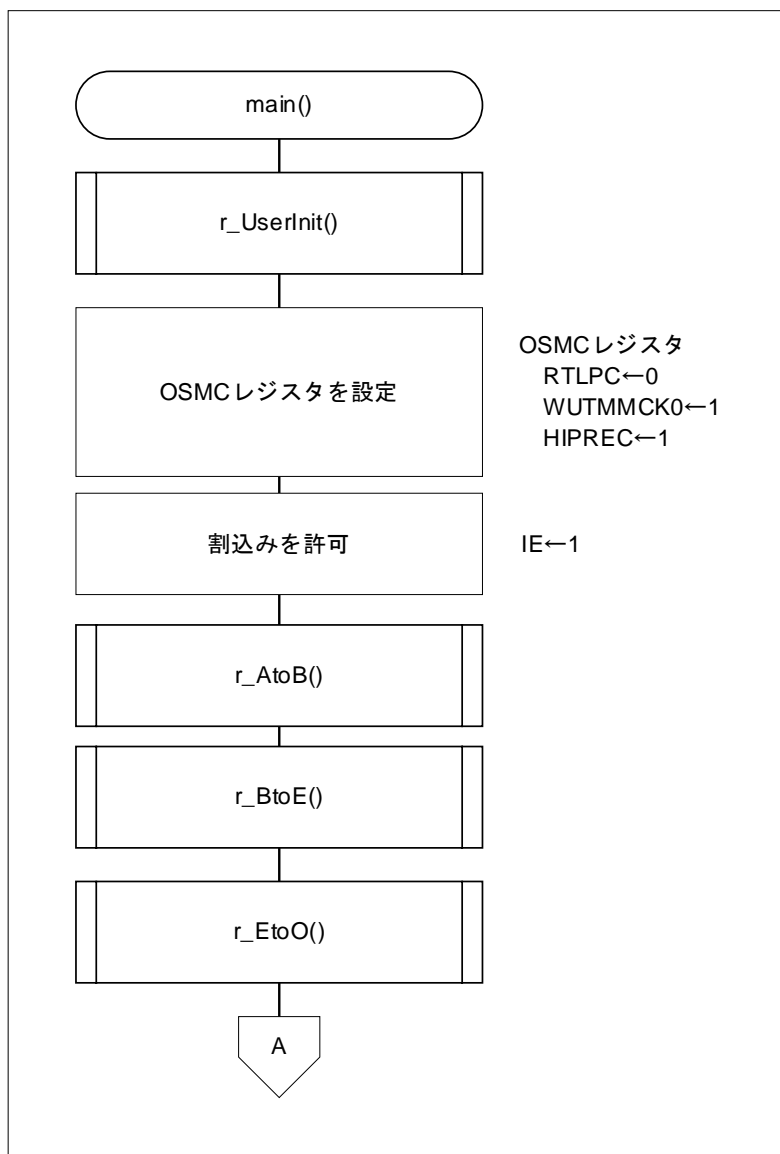 main()
r_UserInit()
OSMCレジスタを設定
OSMCレジスタ
RTLPC←0
WUTMMCK0←1
HIPREC←1
割込みを許可
IE←1
r_AtoB()
r_BtoE()
r_EtoO()
A